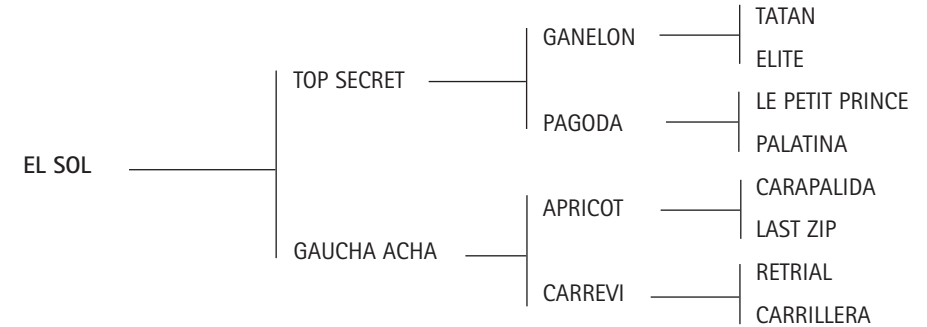 TATAN
GANELON
ELITE
TOP SECRET
LE PETIT PRINCE
PAGODA
PALATINA
EL SOL
CARAPALIDA
APRICOT
LAST ZIP
GAUCHA ACHA
RETRIAL
CARREVI
CARRILLERA